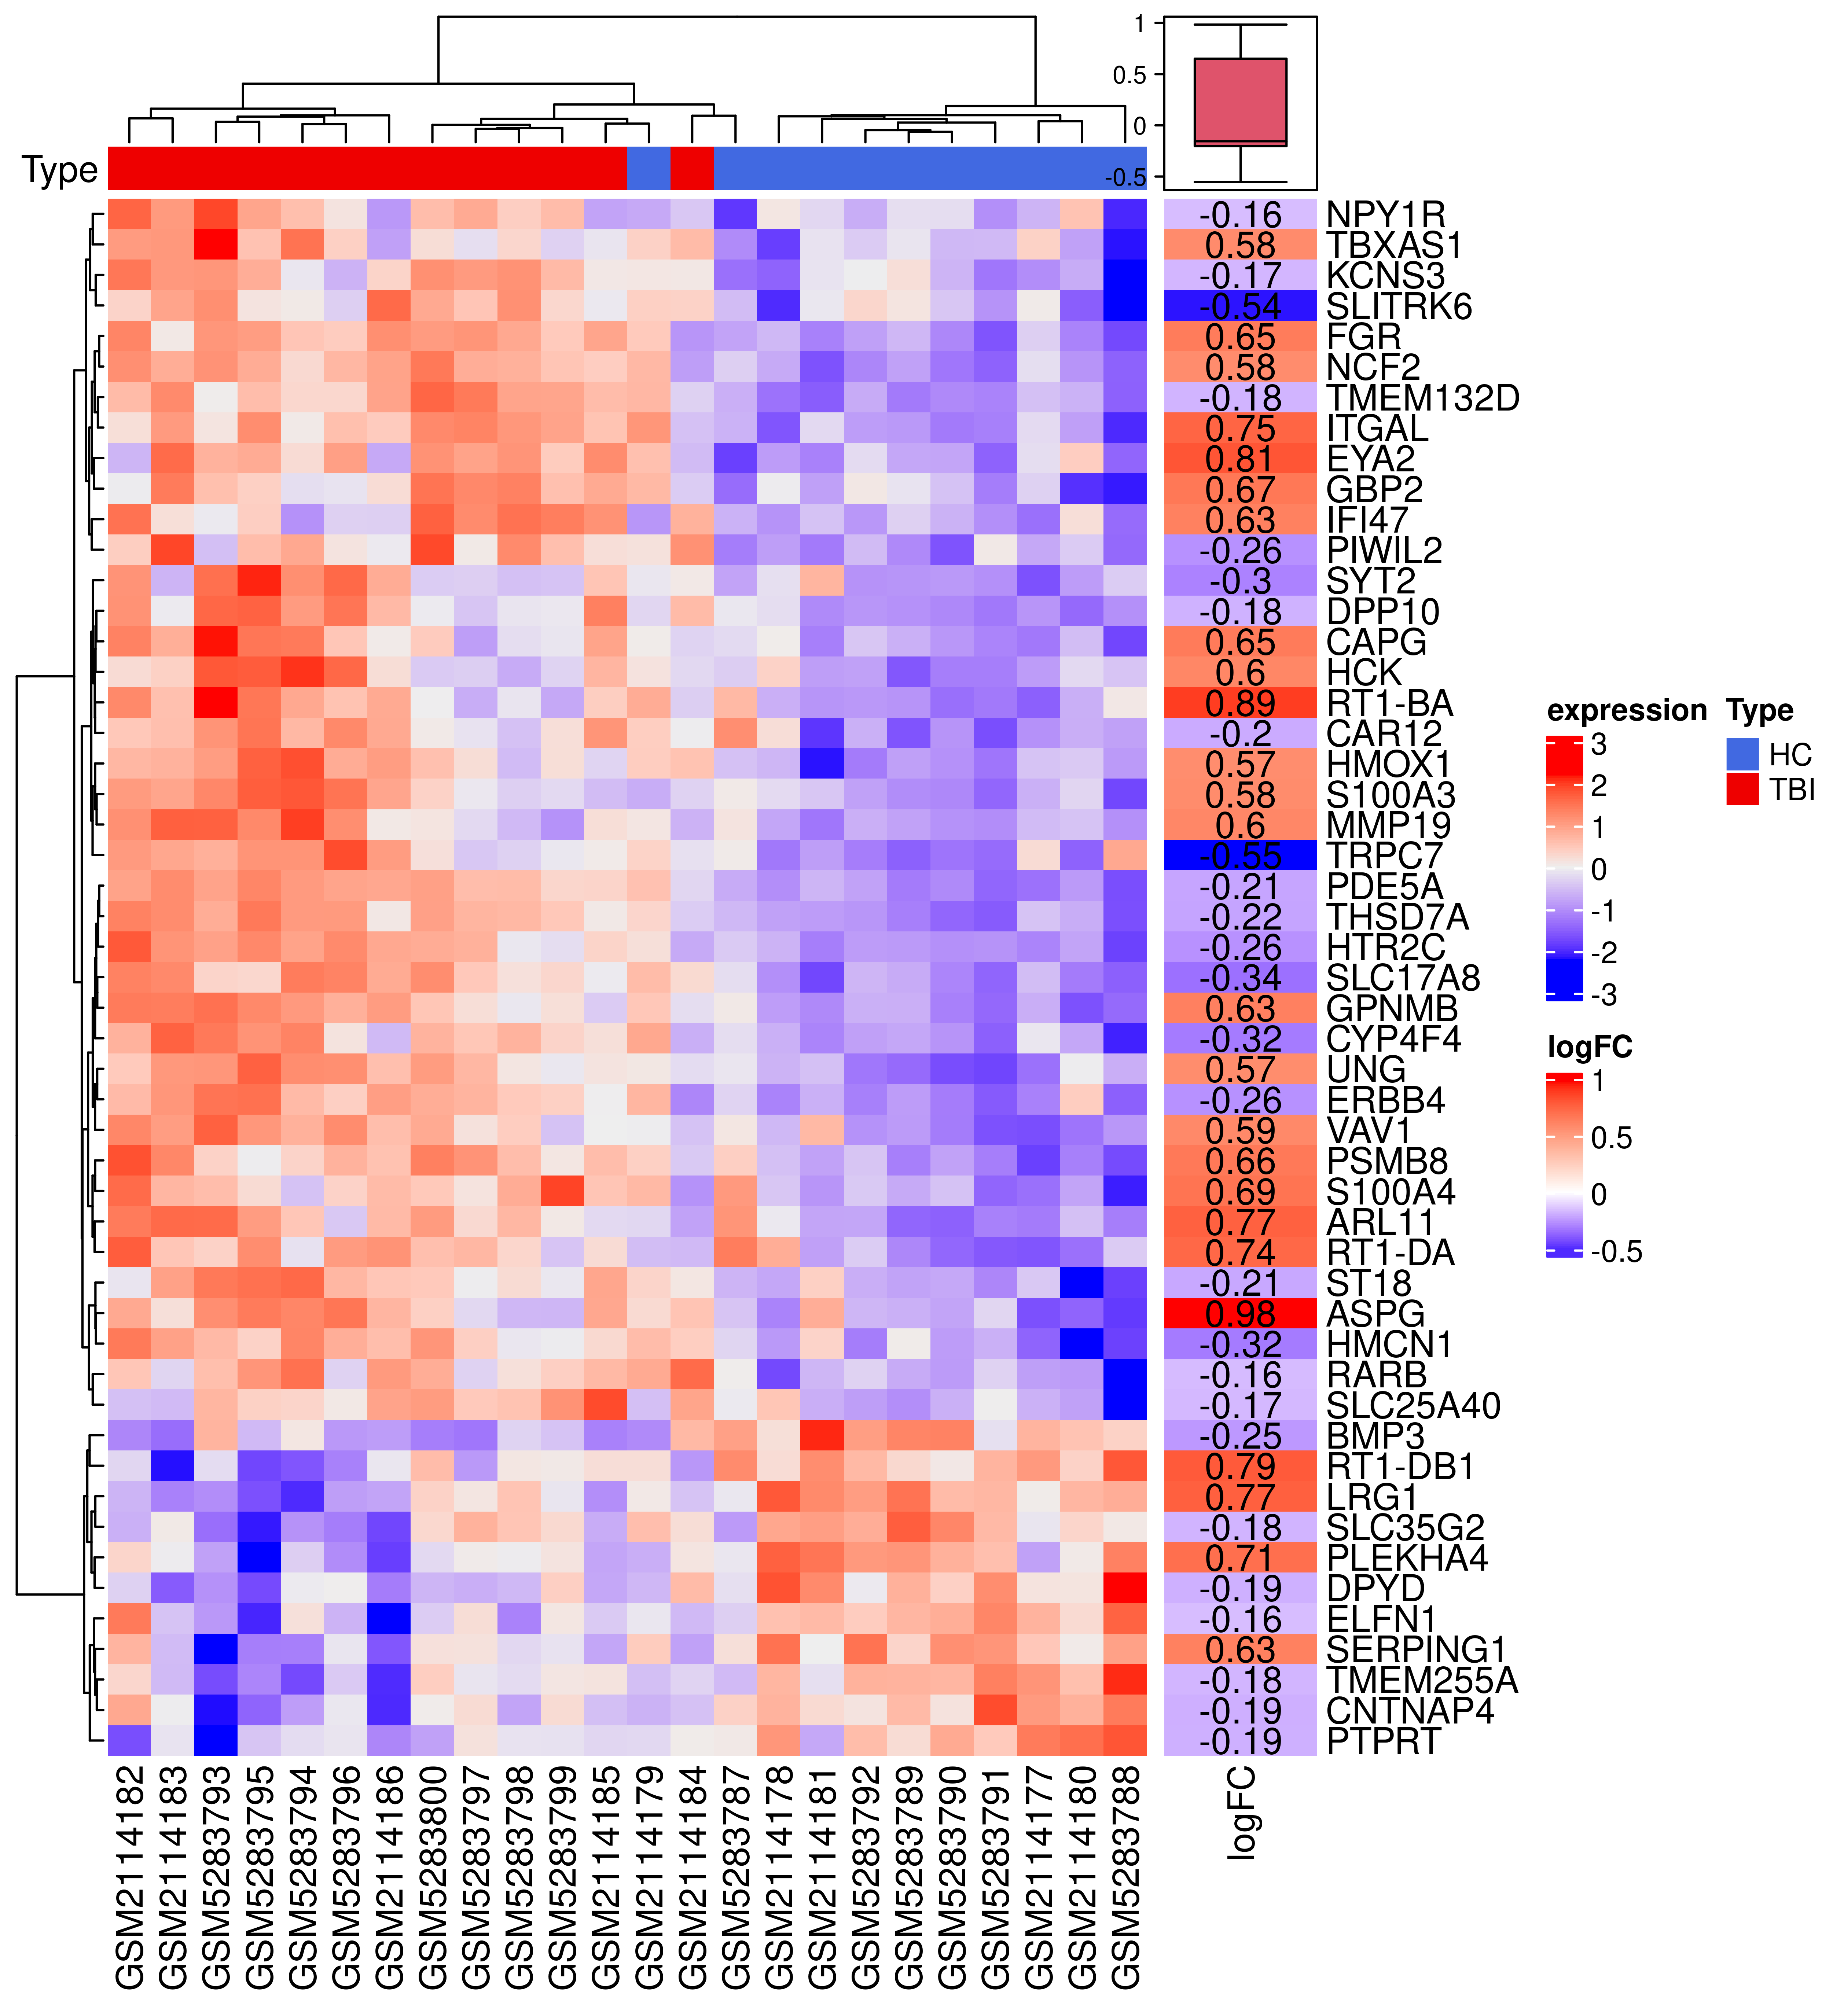 1
0.5
0
-0.5
Type
-0.16 NPY1R
0.58 TBXAS1
-0.17 KCNS3
-0.54 SLITRK6
0.65 FGR
0.58 NCF2
-0.18 TMEM132D
0.75 ITGAL
0.81 EYA2
0.67 GBP2
0.63 IFI47
-0.26 PIWIL2
-0.3 SYT2
-0.18 DPP10
0.65 CAPG
0.6 HCK
0.89 RT1-BA
-0.2 CAR12
0.57 HMOX1
0.58 S100A3
0.6 MMP19
-0.55 TRPC7
-0.21 PDE5A
-0.22 THSD7A
-0.26 HTR2C
-0.34 SLC17A8
0.63 GPNMB
-0.32 CYP4F4
0.57 UNG
-0.26 ERBB4
0.59 VAV1
0.66 PSMB8
0.69 S100A4
0.77 ARL11
0.74 RT1-DA
-0.21 ST18
0.98 ASPG
-0.32 HMCN1
-0.16 RARB
-0.17 SLC25A40
-0.25 BMP3
0.79 RT1-DB1
0.77 LRG1
-0.18 SLC35G2
0.71 PLEKHA4
-0.19 DPYD
-0.16 ELFN1
0.63 SERPING1
-0.18 TMEM255A
-0.19 CNTNAP4
-0.19 PTPRT
GSM2114182
GSM2114183
GSM5283793
GSM5283795
GSM5283794
GSM5283796
GSM2114186
GSM5283800
GSM5283797
GSM5283798
GSM5283799
GSM2114185
GSM2114179
GSM2114184
GSM5283787
GSM2114178
GSM2114181
GSM5283792
GSM5283789
GSM5283790
GSM5283791
GSM2114177
GSM2114180
GSM5283788
logFC
expression
3
2
1
0
-1
-2
-3
Type
HC
TBI
logFC
1
0.5
0
-0.5